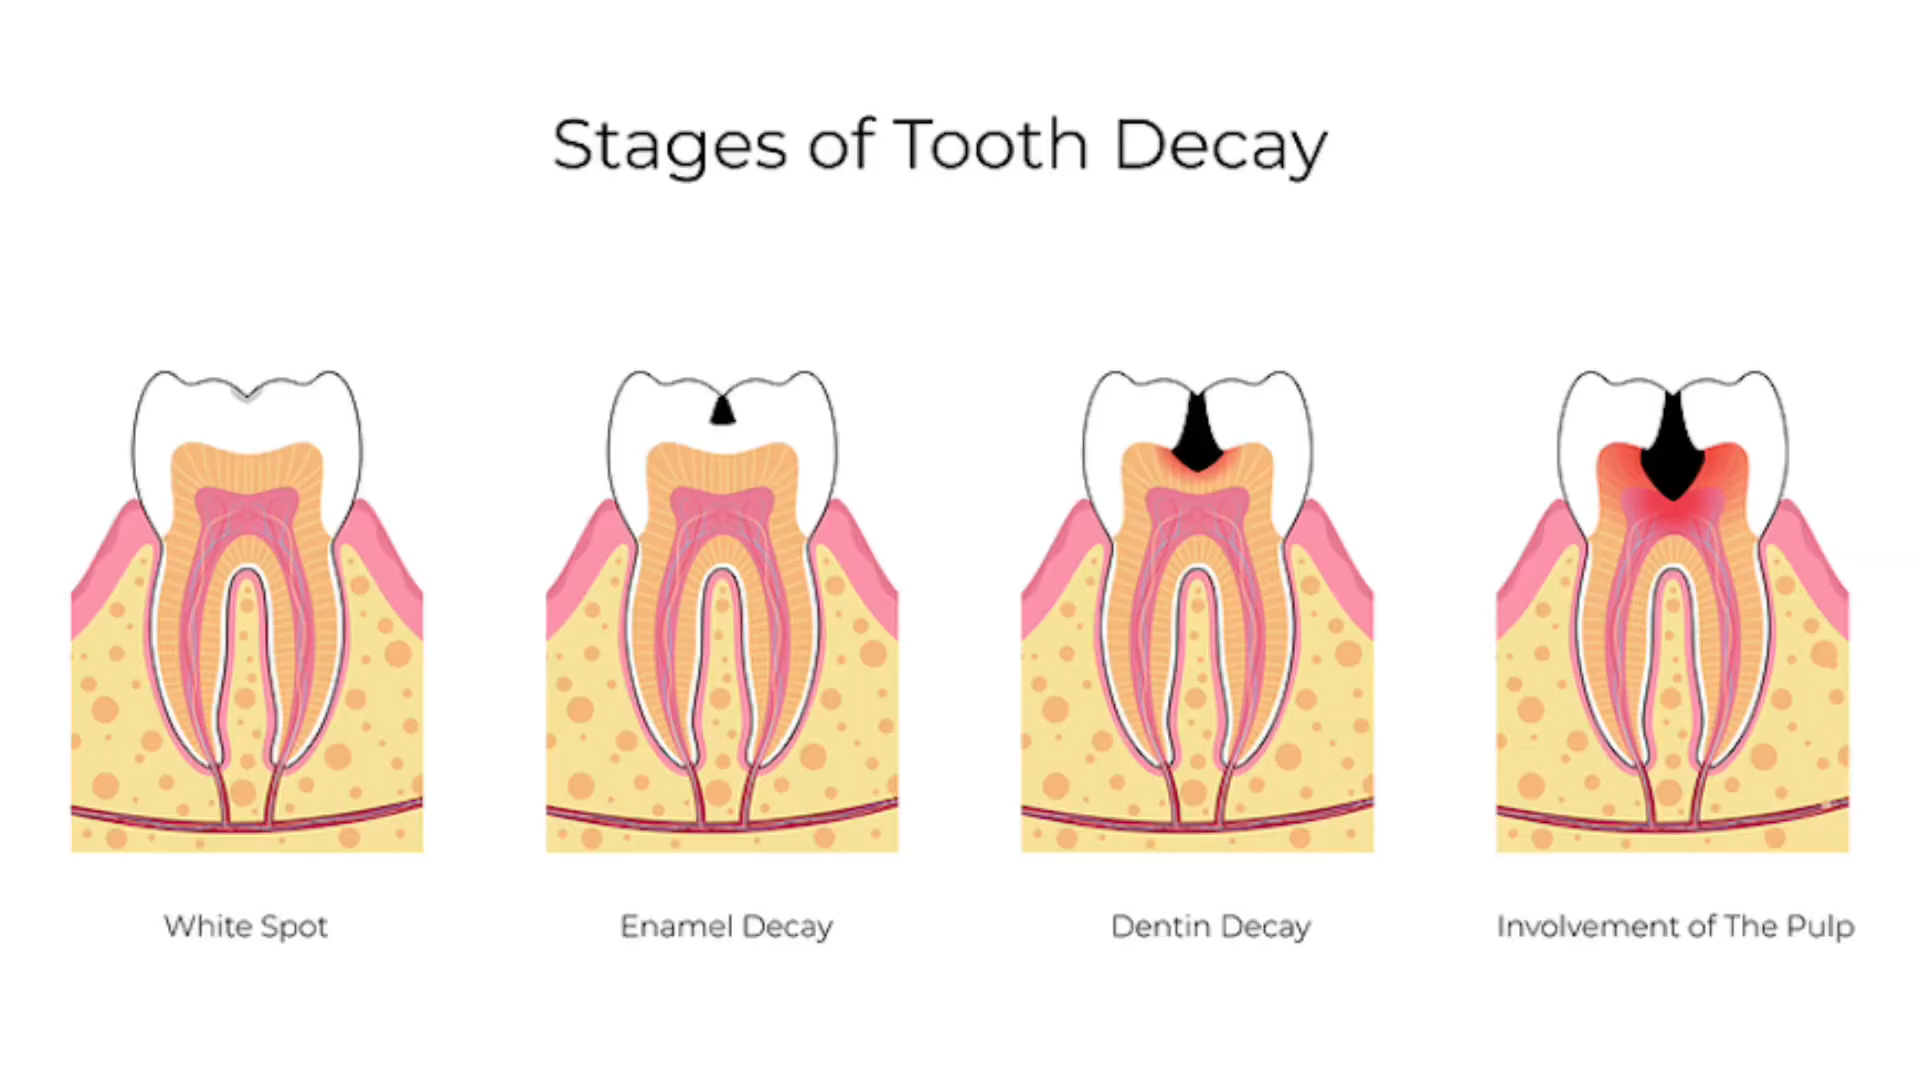 Stages of Tooth Decay
White Spot
Enamel Decay
Dentin Decay
Involvement of The Pulp